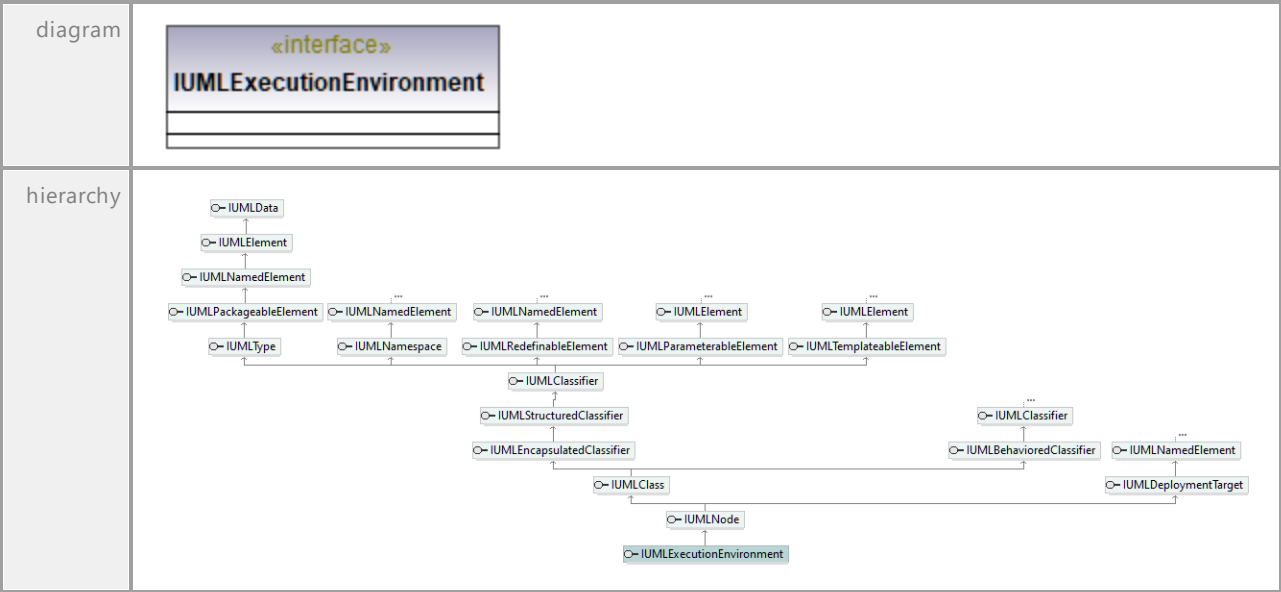 diagram
«interface»
IUMLExecutionEnvironment
hierarchy
IUMLData
IUMLElement
IUMLNamedElement
... ... ... ...
IUMLPackageableElement IUMLNamedElement IUMLNamedElement IUMLElement IUMLElement
IUMLType IUMLNamespace IUMLRedefinableElement IUMLParameterableElement IUMLTemplateableElement
IUMLClassifier
...
IUMLStructuredClassifier IUMLClassifier
...
IUMLEncapsulatedClassifier IUMLBehavioredClassifier IUMLNamedElement
IUMLClass IUMLDeploymentTarget
IUMLNode
IUMLExecutionEnvironment